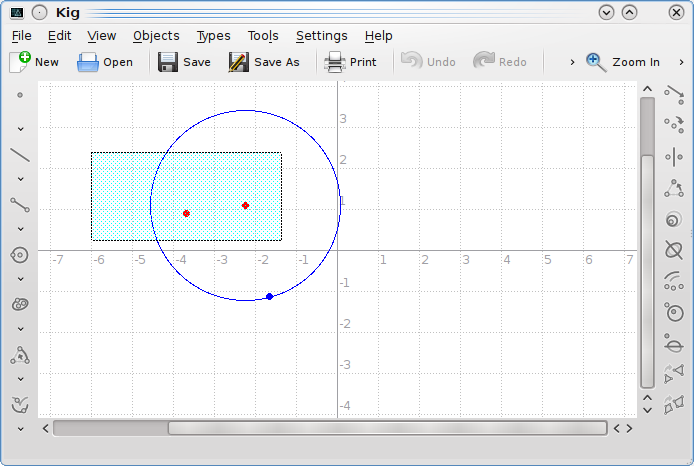 Kig
File Edit View Objects Types Tools Settings Help
New Open Save Save As Print Undo Redo Zoom In
3
2
1
-7 -6 -5 -4 -3 -2 -1 1 2 3 4 5 6 7
-1
-2
-3
-4